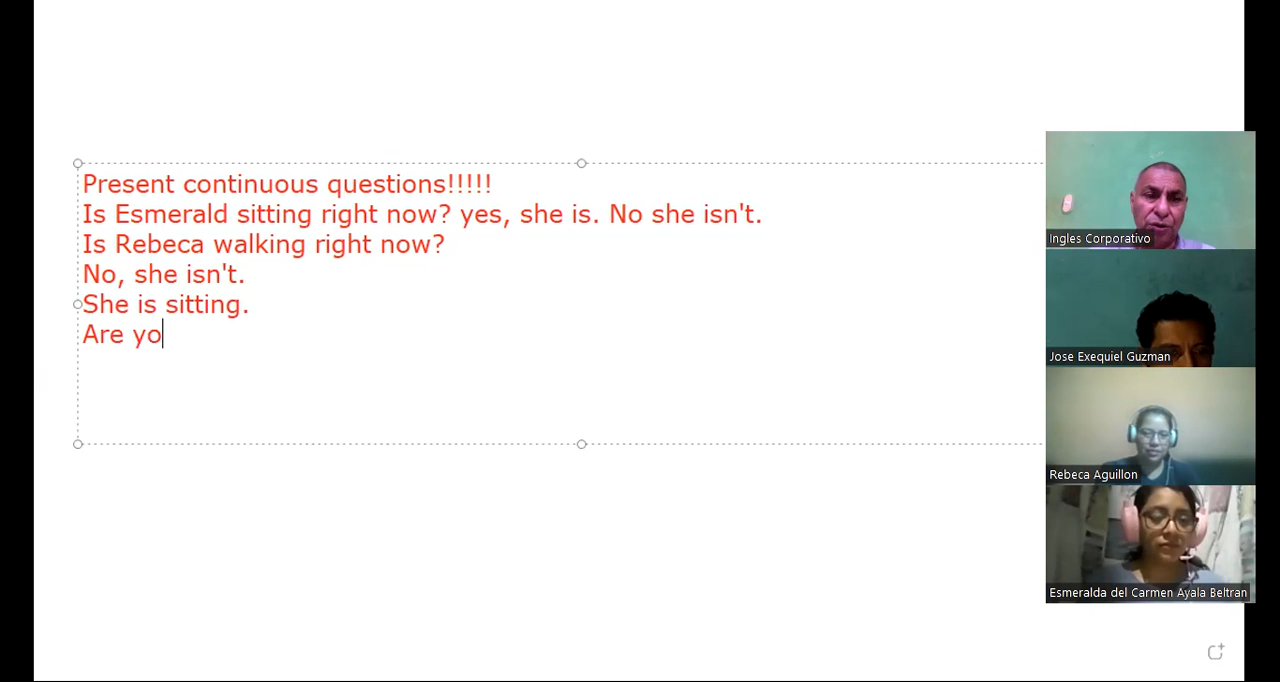 Present continuous questions!!!!!
Is Esmerald sitting right now? yes, she is. No she isn't.
Is Rebeca walking right now?
No, she isn't.
She is sitting.
Are yo
Ingles Corporativo
Jose Exequiel Guzman
Rebeca Aguillon
Esmeralda del Carmen Ayala Beltran